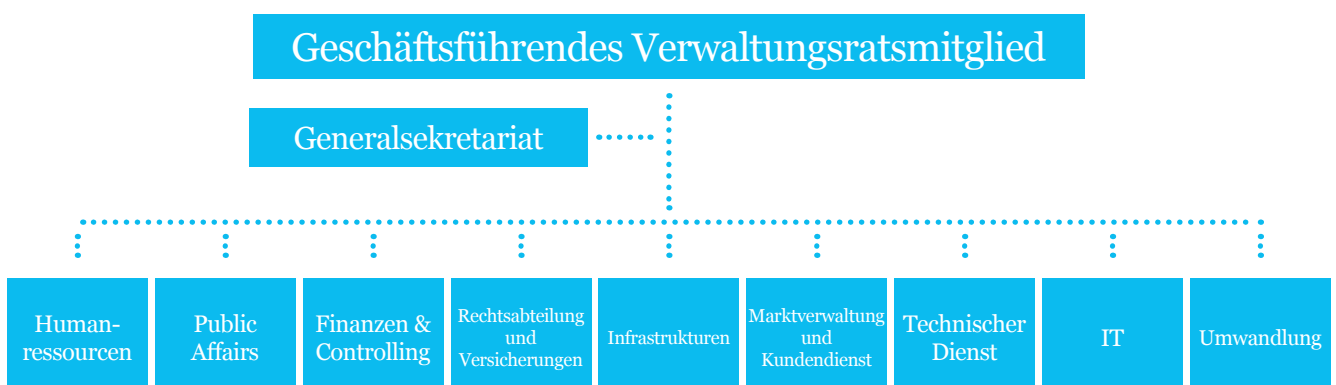 Geschäftsführendes Verwaltungsratsmitglied
Generalsekretariat
Human-
ressourcen
Public
Affairs
Finanzen &
Controlling
Rechtsabteilung
und
Versicherungen
Infrastrukturen
Marktverwaltung
und
Kundendienst
Technischer
Dienst
IT
Umwandlung